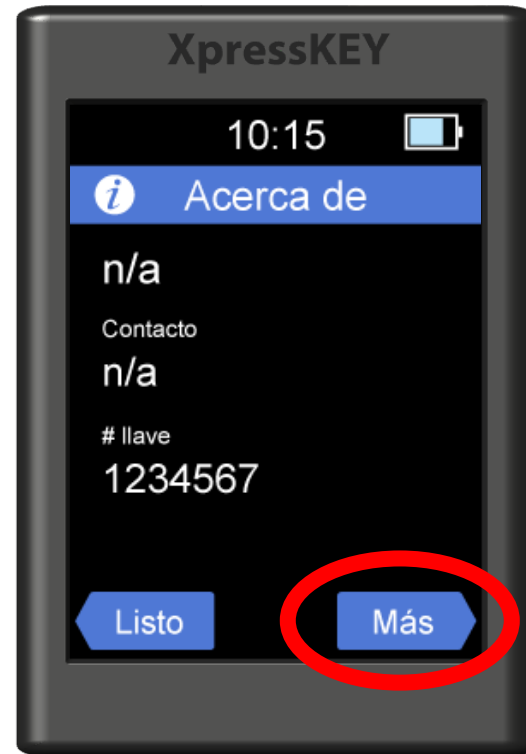 XpressKEY
10:15
i Acerca de
n/a
Contacto
n/a
# llave
1234567
Listo Más